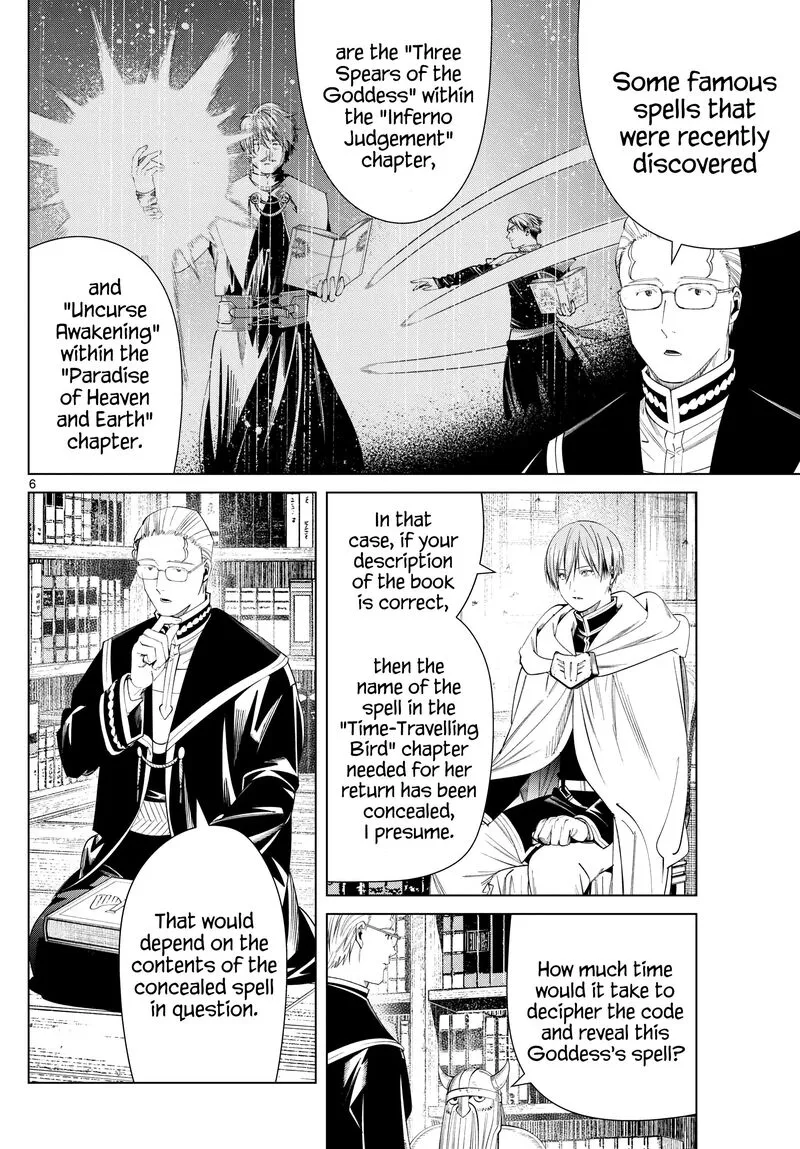 Some famous
spells that
were recently
discovered
are the "Three
Spears of the
Goddess" within
the "Inferno
Judgement"
chapter,
and
"Uncurse
Awakening"
within the
"Paradise
of Heaven
and Earth"
chapter.
6
In that
case, if your
description
of the book
is correct,
then the
name of the
spell in the
"Time-Travelling
Bird" chapter
needed for her
return has been
concealed,
I presume.
How much time
would it take to
decipher the code
and reveal this
Goddess's spell?
That would
depend on the
contents of the
concealed spell
in question.